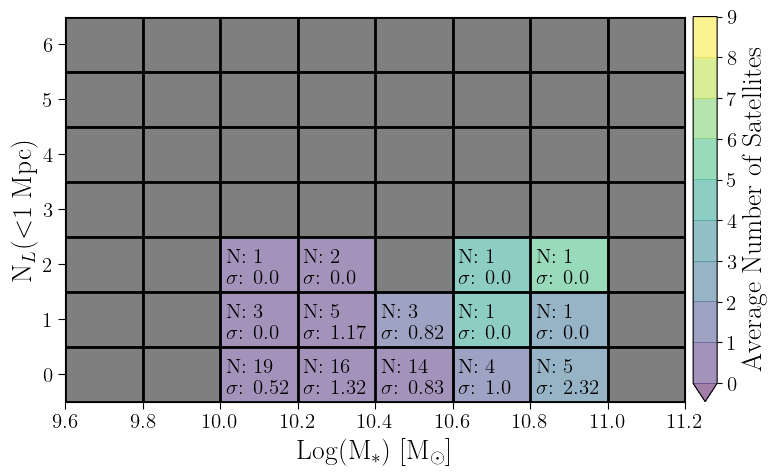 6
5
4
3
2
1
0
N_L(<1 Mpc)
N: 1
σ: 0.0
N: 2
σ: 0.0
N: 1
σ: 0.0
N: 1
σ: 0.0
N: 3
σ: 0.0
N: 5
σ: 1.17
N: 3
σ: 0.82
N: 1
σ: 0.0
N: 1
σ: 0.0
N: 19
σ: 0.52
N: 16
σ: 1.32
N: 14
σ: 0.83
N: 4
σ: 1.0
N: 5
σ: 2.32
9.6 9.8 10.0 10.2 10.4 10.6 10.8 11.0 11.2
Log(M_*) [M_⊙]
9
8
7
6
5
4
3
2
1
0
Average Number of Satellites